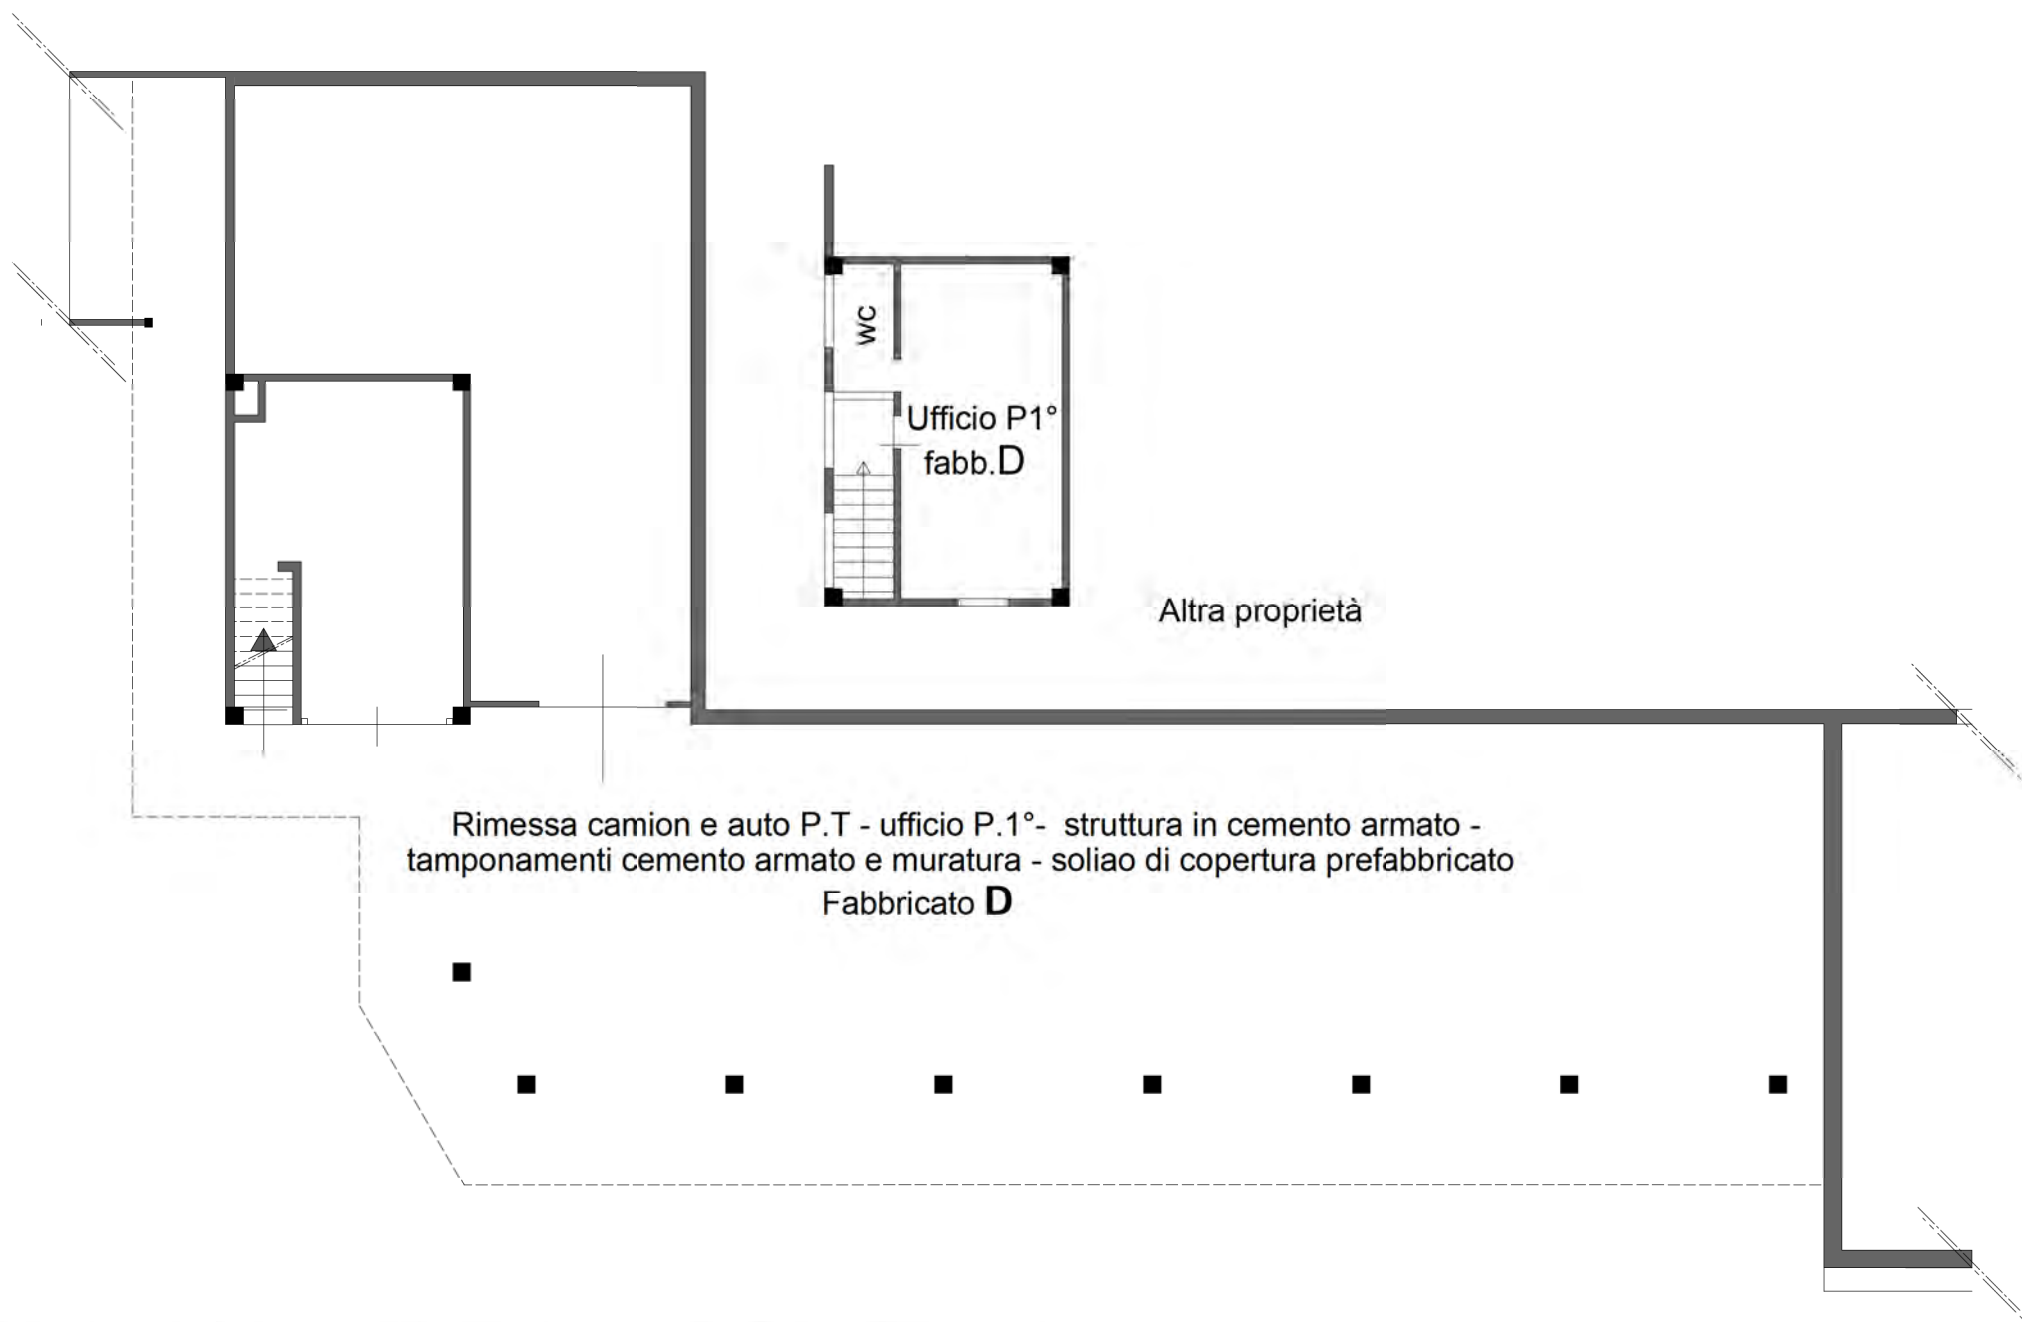 wc
Ufficio P1°
fabb.D
Altra proprietà
Rimessa camion e auto P.T - ufficio P.1°- struttura in cemento armato -
tamponamenti cemento armato e muratura - soliao di copertura prefabbricato
Fabbricato D